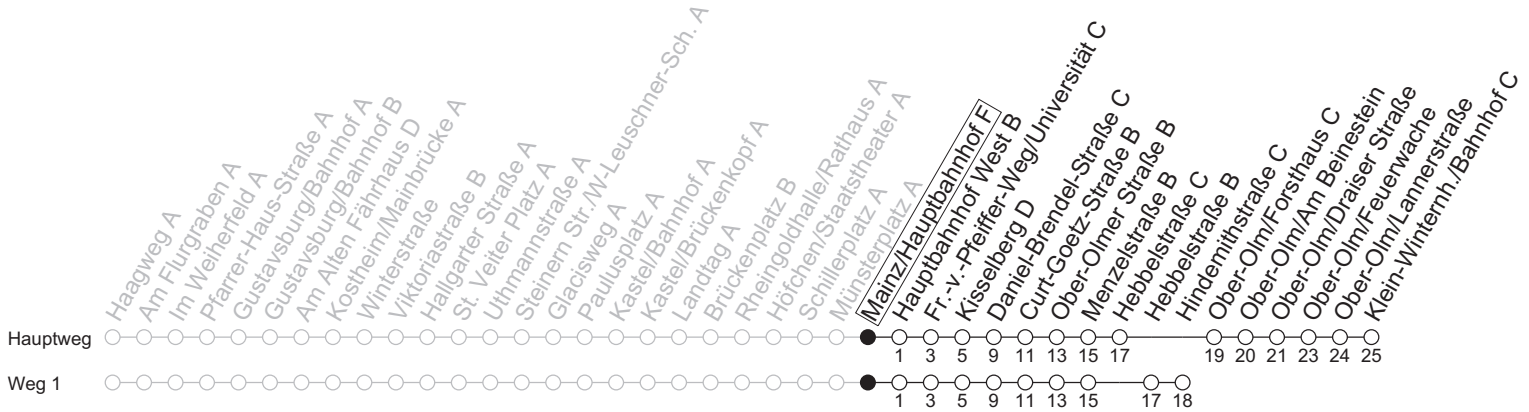 Haagweg A
Am Flurgraben A
Im Weiherfeld A
Pfarrer-Haus-Straße A
Gustavsburg/Bahnhof A
Gustavsburg/Bahnhof B
Am Alten Fährhaus D
Kostheim/Mainbrücke A
Winterstraße
Viktoriastraße B
Hallgarter Straße A
St. Veiter Platz A
Uthmannstraße A
Steinern Str./W-Leuschner-Sch. A
Glacisweg A
Paulusplatz A
Kastel/Bahnhof A
Kastel/Brückenkopf A
Landtag A
Brückenplatz B
Rheingoldhalle/Rathaus A
Höfchen/Staatstheater A
Schillerplatz A
Münsterplatz A
Mainz/Hauptbahnhof F
Hauptbahnhof West B
Fr.-v.-Pfeiffer-Weg/Universität C
Kisselberg D
Daniel-Brendel-Straße C
Curt-Goetz-Straße B
Ober-Olmer Straße B
Menzelstraße B
Hebbelstraße C
Hebbelstraße B
Hindemithstraße C
Ober-Olm/Forsthaus C
Ober-Olm/Am Beinestein
Ober-Olm/Draiser Straße
Ober-Olm/Feuerwache
Ober-Olm/Lannerstraße
Klein-Winternh./Bahnhof C
Hauptweg
1 3 5 9 11 13 15 17 19 20 21 23 24 25
Weg 1
1 3 5 9 11 13 15 17 18